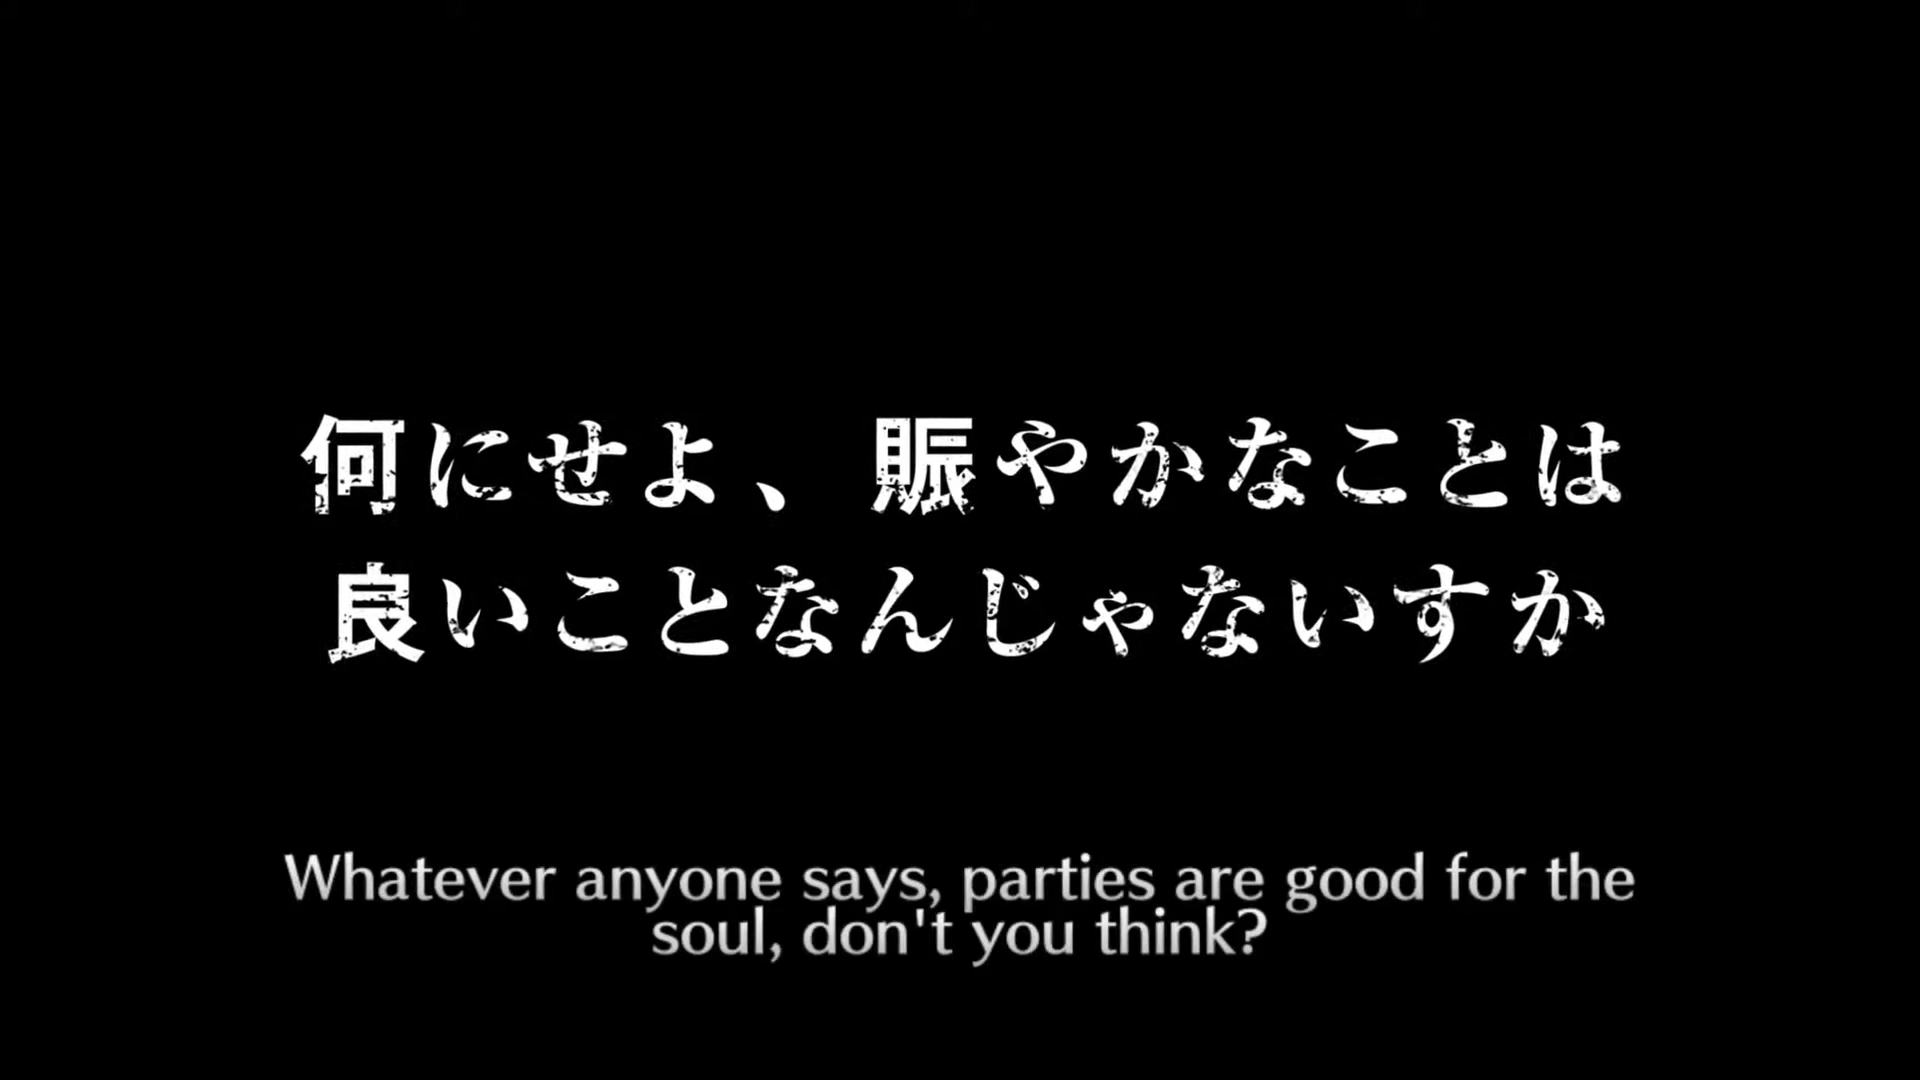 何にせよ、賑やかなことは
良いことなんじゃないすか
Whatever anyone says, parties are good for the
soul, don't you think?